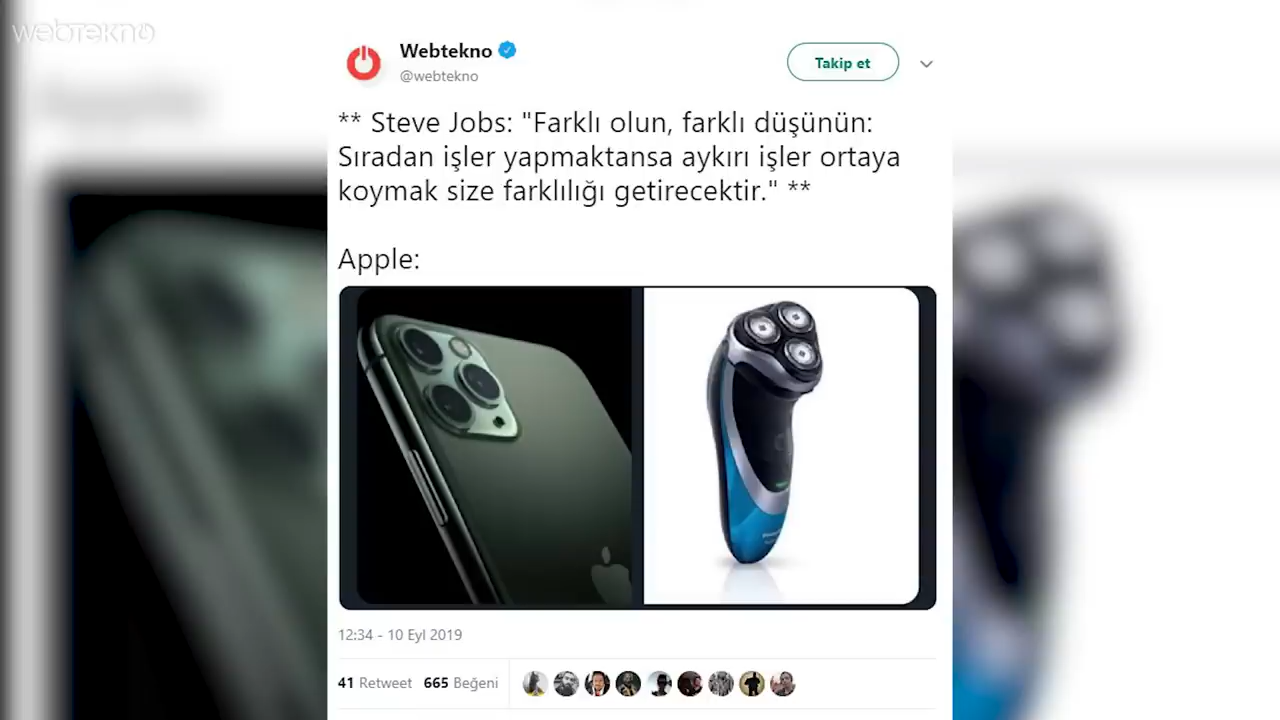 webtekno
Webtekno
@webtekno
Takip et
** Steve Jobs: "Farklı olun, farklı düşünün:
Sıradan işler yapmaktansa aykırı işler ortaya
koymak size farklılığı getirecektir." **
Apple:
12:34 - 10 Eyl 2019
41 Retweet 665 Beğeni